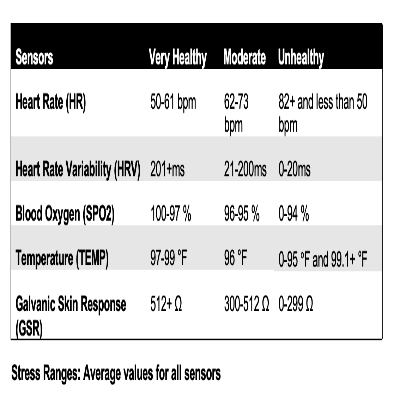 Sensors Very Healthy Moderate Unhealthy
Heart Rate (HR) 50-61 bpm 62-73 82+ and less than 50
bpm bpm
Heart Rate Variability (HRV) 201+ms 21-200ms 0-20ms
Blood Oxygen (SPO2) 100-97 % 96-95 % 0-94 %
Temperature (TEMP) 97-99 °F 96 °F 0-95 °F and 99.1+ °F
Galvanic Skin Response 512+ Ω 300-512 Ω 0-299 Ω
(GSR)
Stress Ranges: Average values for all sensors